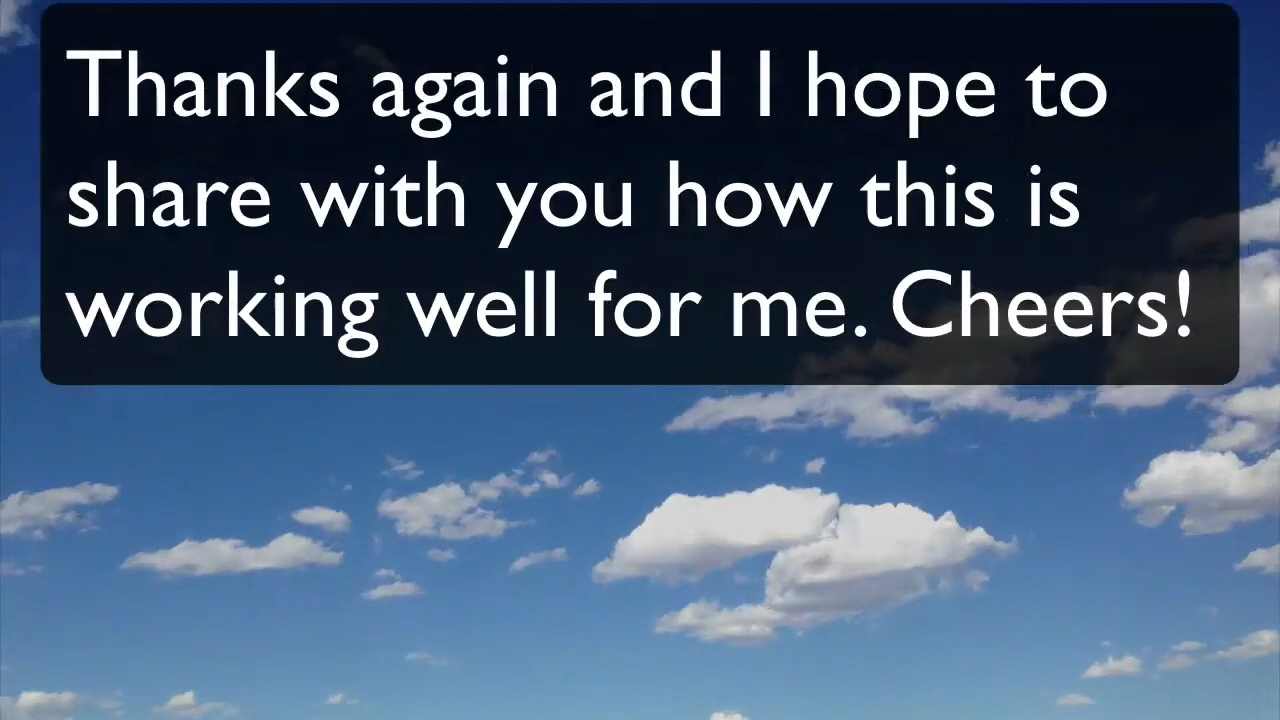 Thanks again and I hope to
share with you how this is
working well for me. Cheers!